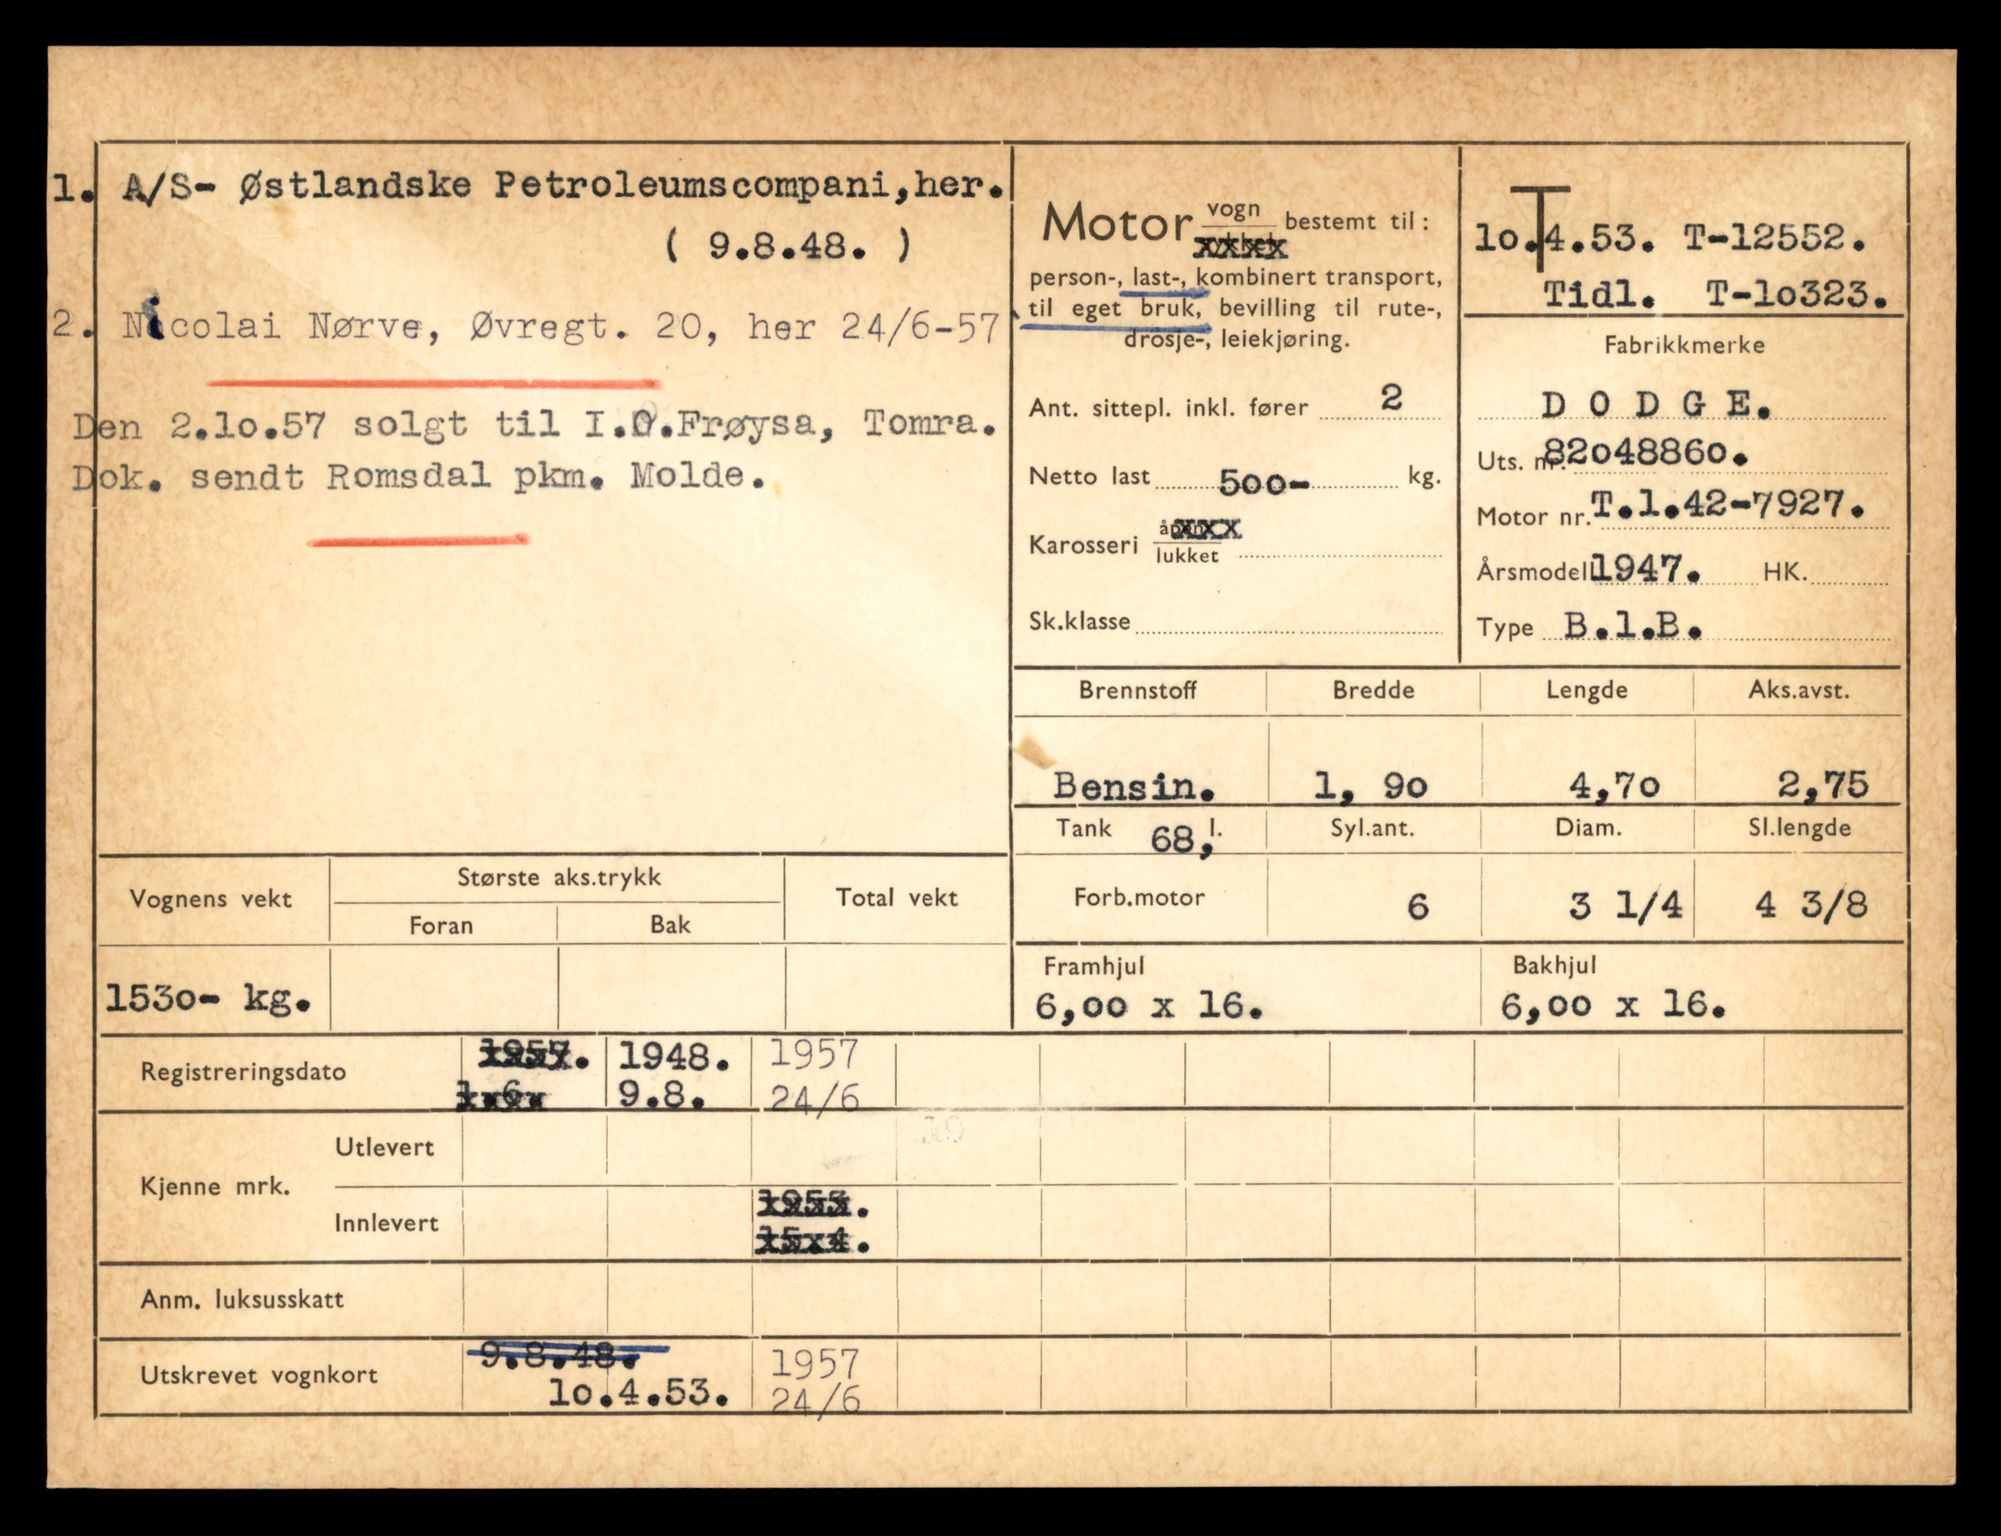 1. A/S- Østlandske Petroleumscompani, her.
( 9.8.48. )
2. Nicolai Nørve, Øvregt. 20, her 24/6-57
Den 2.10.57 solgt til I.O.Frøysa, Tomra.
Dok. sendt Romsdal pkm. Molde.
Motor vogn bestemt til:
person-, last-, kombinert transport,
til eget bruk, bevilling til rute-,
drosje-, leiekjøring.
Ant. sittepl. inkl. fører 2
Netto last 500- kg.
Karosseri åpen xxx
lukket
Sk.klasse
T
10.4.53. T-12552.
Tidl. T-10323.
Fabrikkmerke
D O D G E.
Uts. nr. 82048860.
Motor nr. T.1.42-7927.
Årsmodell 1947. HK.
Type B.1.B.
Brennstoff Bredde Lengde Aks.avst.
Bensin. 1, 90 4,70 2,75
Tank 68, l. Syl.ant. Diam. Sl.lengde
Forb.motor 6 3 1/4 4 3/8
Framhjul Bakhjul
6,00 x 16. 6,00 x 16.
Vognens vekt Største aks.trykk Total vekt
Foran Bak
1530- kg.
Registreringsdato 1957. 1948. 1957
9.8. 24/6
Kjenne mrk. Utlevert
Innlevert 1953.
15.4.
Anm. luksusskatt
Utskrevet vognkort 9.8.48. 1957
10.4.53. 24/6